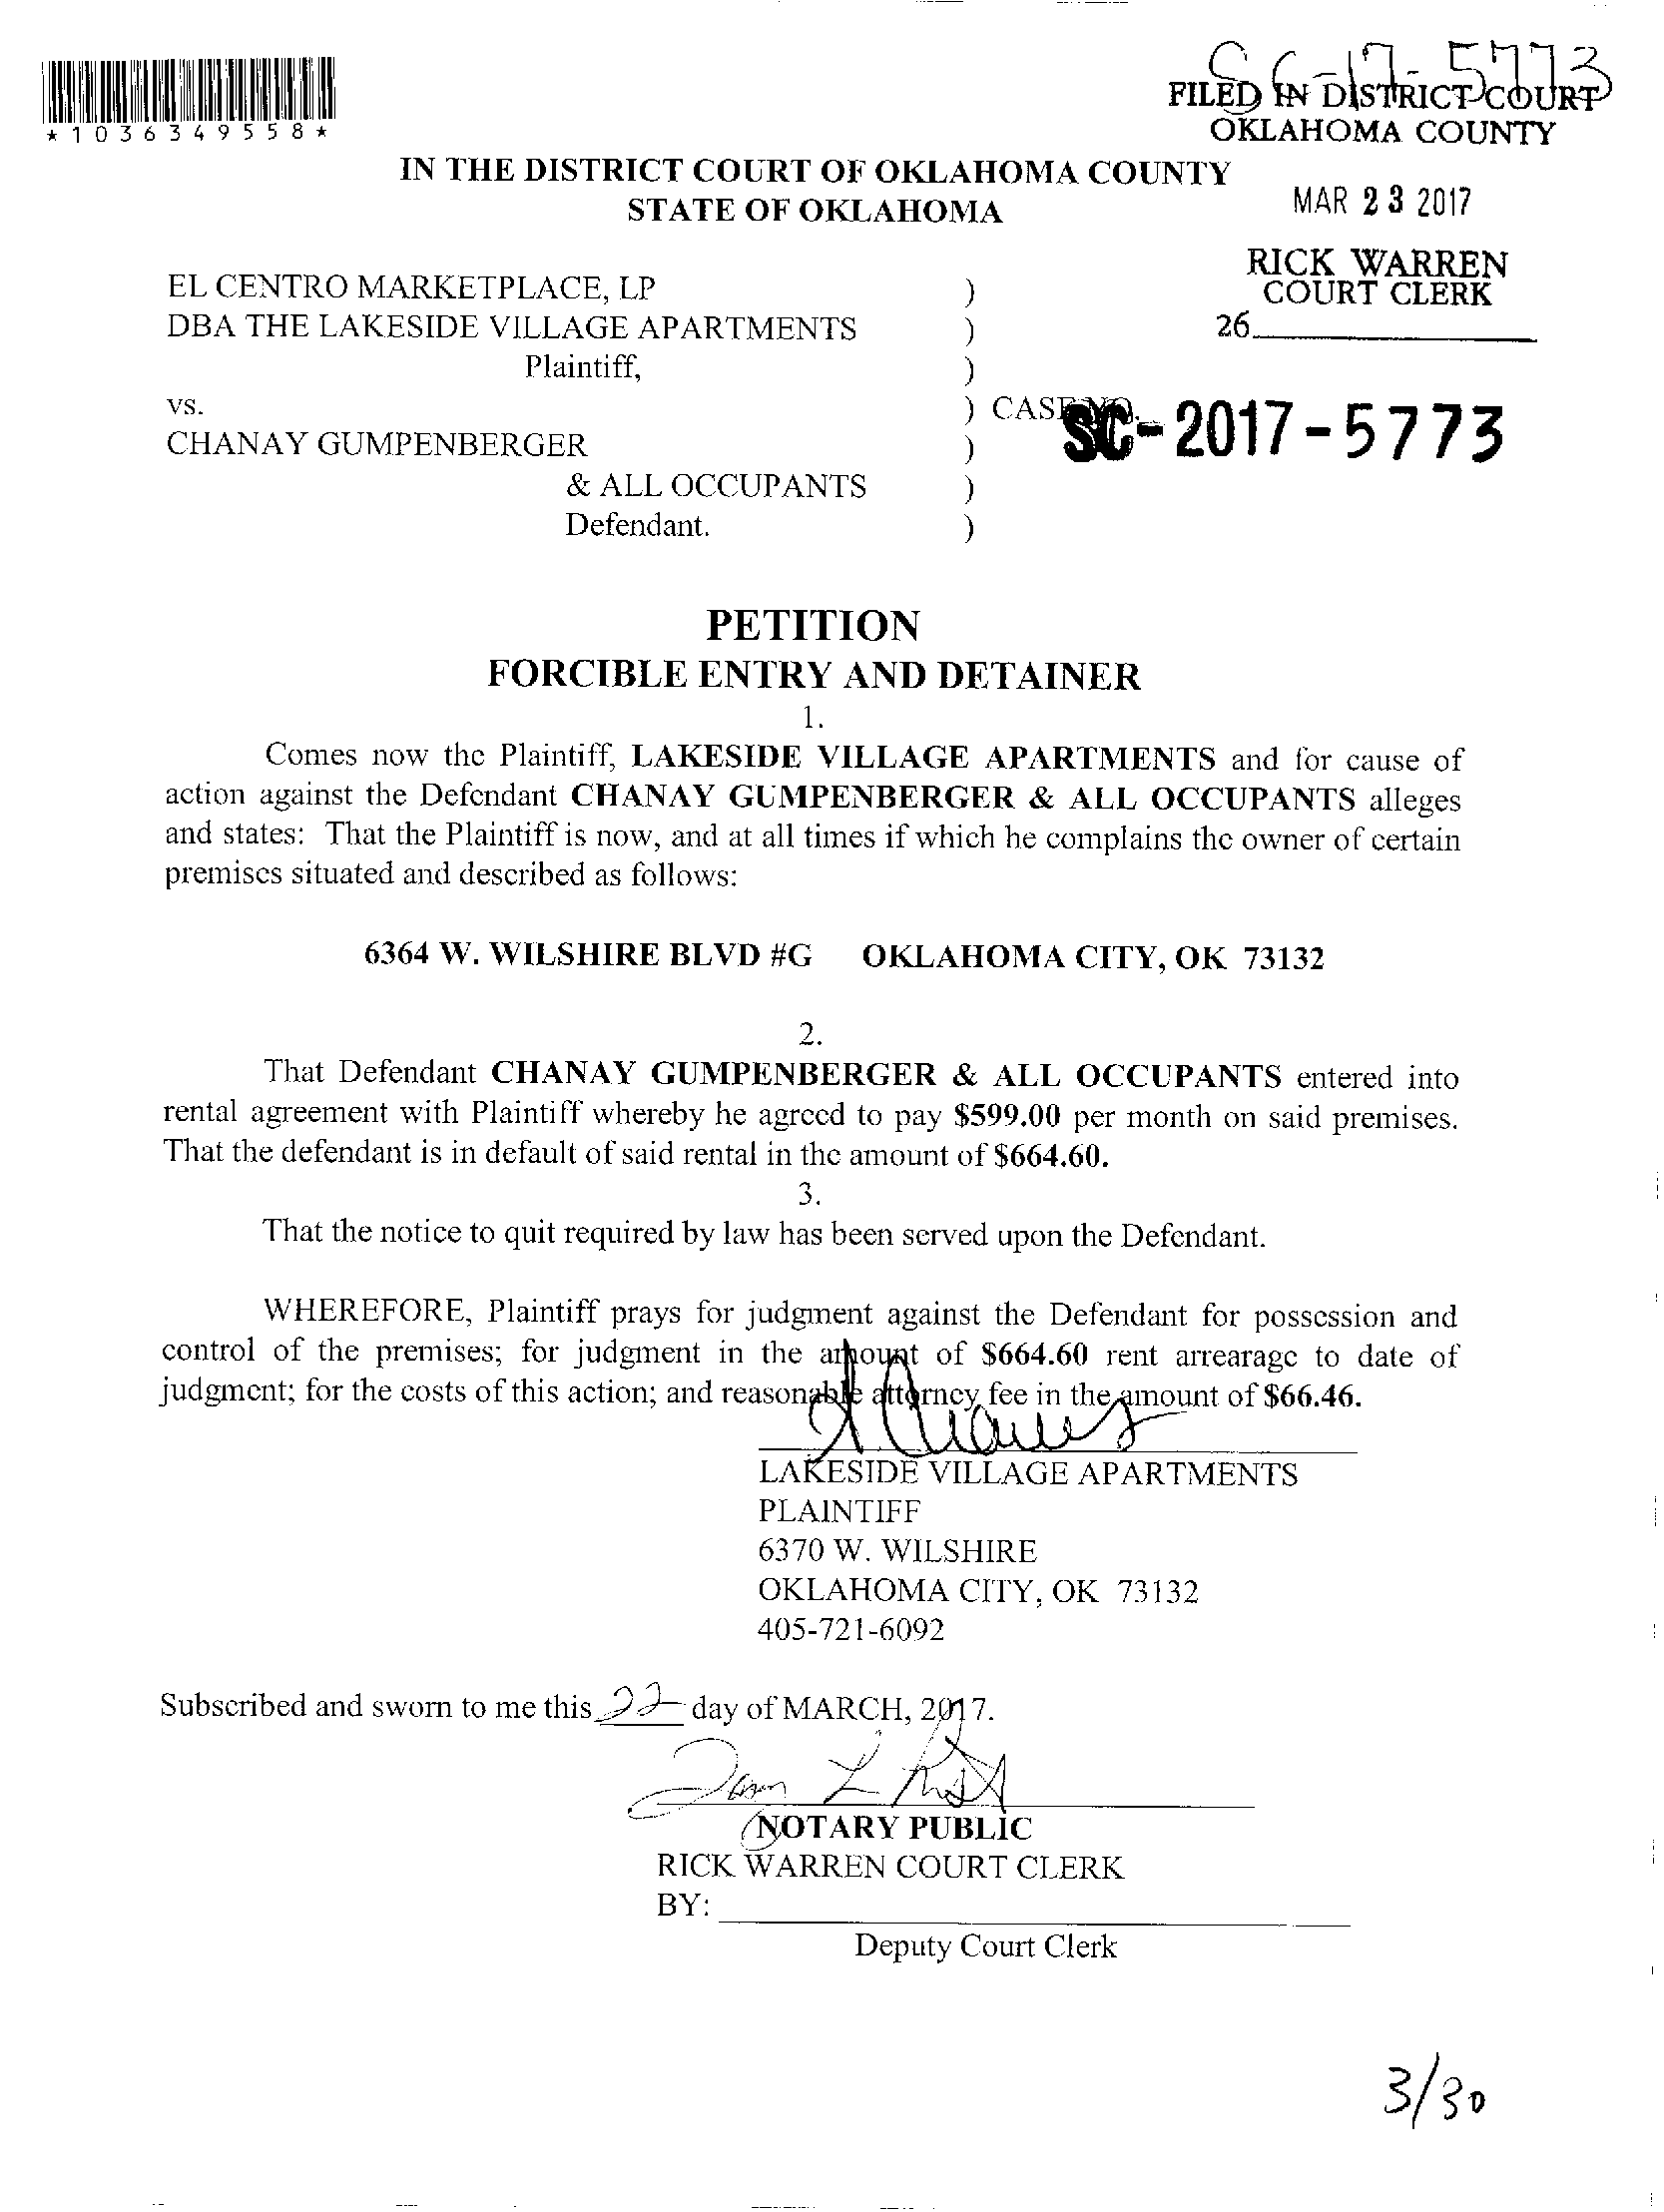 SC-17-5773
*1036349558*
FILED IN DISTRICT COURT
OKLAHOMA COUNTY
IN THE DISTRICT COURT OF OKLAHOMA COUNTY
STATE OF OKLAHOMA
MAR 23 2017
RICK WARREN
COURT CLERK
26
EL CENTRO MARKETPLACE, LP )
DBA THE LAKESIDE VILLAGE APARTMENTS )
Plaintiff, )
vs. ) CASE NO. SC-2017-5773
CHANAY GUMPENBERGER )
& ALL OCCUPANTS )
Defendant. )
PETITION
FORCIBLE ENTRY AND DETAINER
1.
Comes now the Plaintiff, LAKESIDE VILLAGE APARTMENTS and for cause of
action against the Defendant CHANAY GUMPENBERGER & ALL OCCUPANTS alleges
and states: That the Plaintiff is now, and at all times if which he complains the owner of certain
premises situated and described as follows:
6364 W. WILSHIRE BLVD #G OKLAHOMA CITY, OK 73132
2.
That Defendant CHANAY GUMPENBERGER & ALL OCCUPANTS entered into
rental agreement with Plaintiff whereby he agreed to pay $599.00 per month on said premises.
That the defendant is in default of said rental in the amount of $664.60.
3.
That the notice to quit required by law has been served upon the Defendant.
WHEREFORE, Plaintiff prays for judgment against the Defendant for possession and
control of the premises; for judgment in the amount of $664.60 rent arrearage to date of
judgment; for the costs of this action; and reasonable attorney fee in the amount of $66.46.
LAKESIDE VILLAGE APARTMENTS
PLAINTIFF
6370 W. WILSHIRE
OKLAHOMA CITY, OK 73132
405-721-6092
Subscribed and sworn to me this 22 day of MARCH, 2017.
NOTARY PUBLIC
RICK WARREN COURT CLERK
BY:
Deputy Court Clerk
3/30